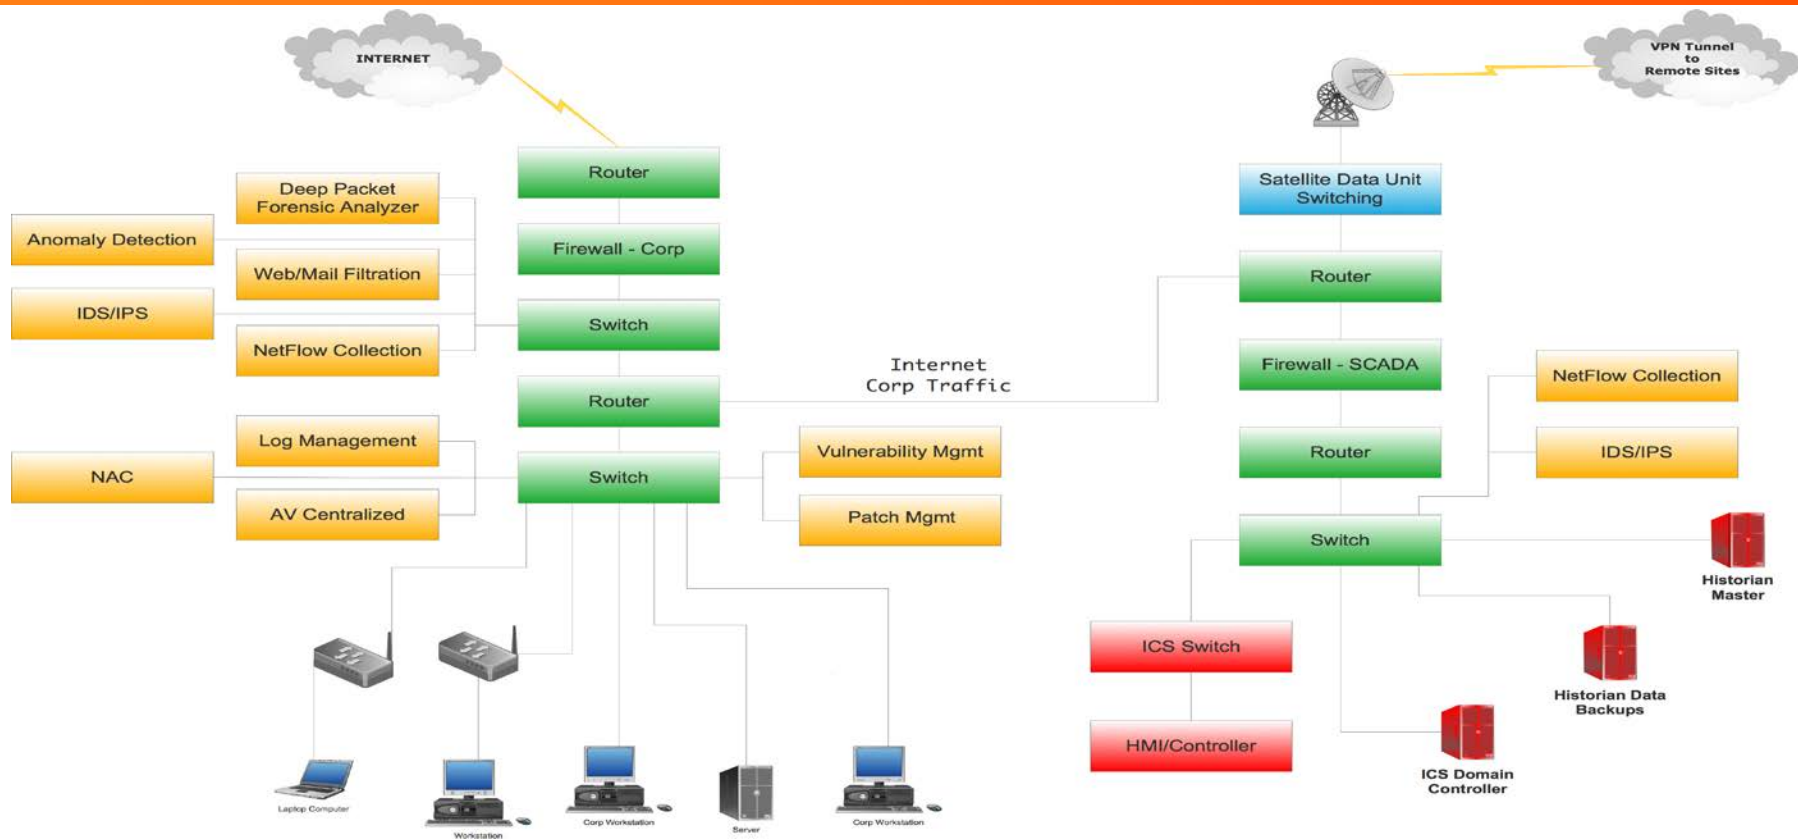 INTERNET
VPN Tunnel
to
Remote Sites
Router
Deep Packet
Forensic Analyzer
Anomaly Detection
Firewall - Corp
Web/Mail Filtration
IDS/IPS
Switch
NetFlow Collection
Router
Internet
Corp Traffic
Log Management
NAC
Switch
AV Centralized
Vulnerability Mgmt
Patch Mgmt
Laptop Computer
Workstation
Corp Workstation
Server
Corp Workstation
Satellite Data Unit
Switching
Router
Firewall - SCADA
NetFlow Collection
Router
IDS/IPS
Switch
Historian
Master
ICS Switch
Historian Data
Backups
HMI/Controller
ICS Domain
Controller